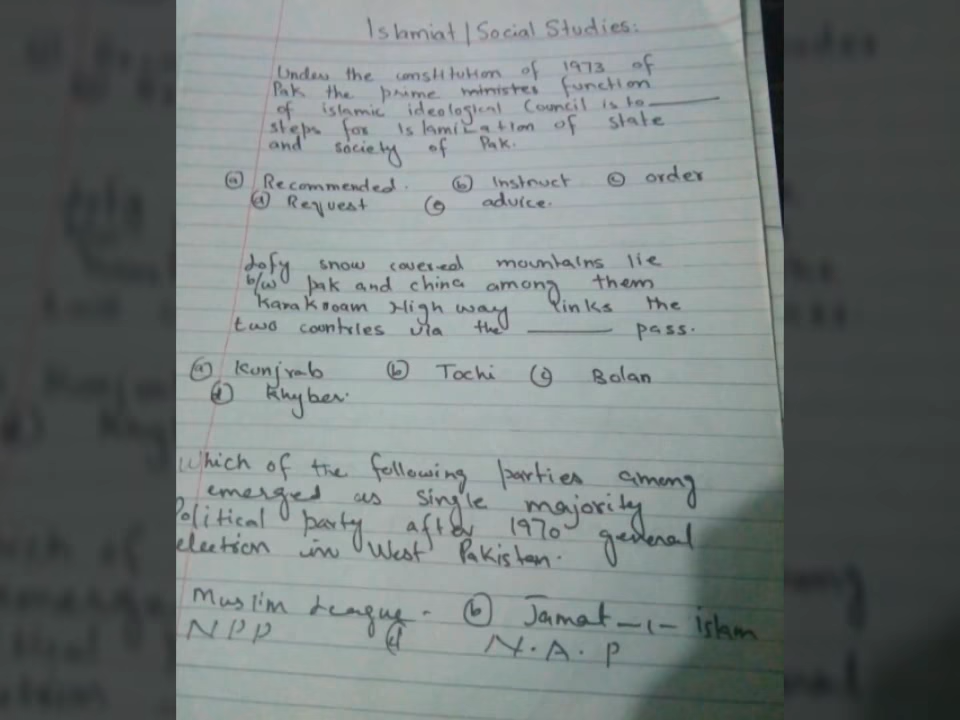 Islamiat | Social Studies:
Under the constitution of 1973 of
Pak the prime minister function
of islamic ideological Council is to ______
steps for Islamization of state
and society of Pak.
(a) Recommended. (b) Instruct (c) order
(d) Request (e) advice.
Lofy snow covered mountains lie
b/w pak and china among them
Karakoram High way links the
two countries via the ______ pass.
(a) Kunjrab (b) Tochi (c) Bolan
(d) Khyber.
Which of the following parties among
emerged as single majority
Political party after 1970 general
election in West Pakistan.
Muslim League. (b) Jamat-i-islam
NPP (d) N.A.P